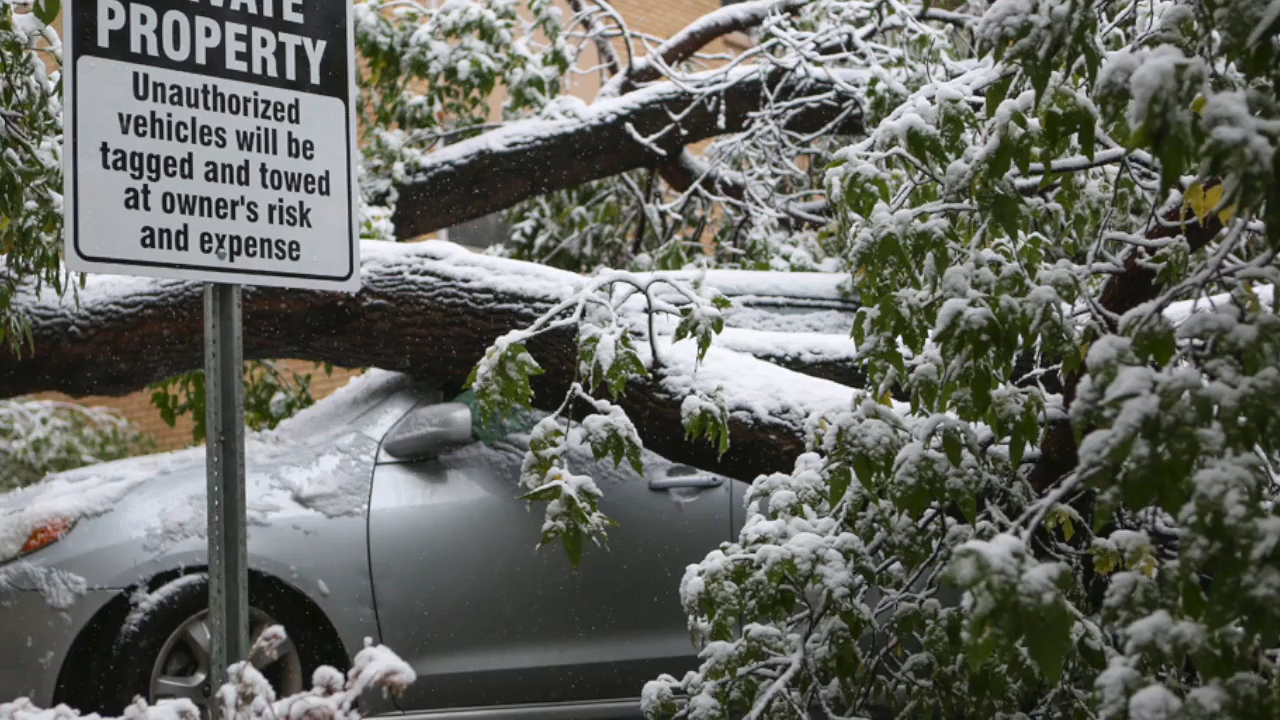 PROPERTY
Unauthorized
vehicles will be
tagged and towed
at owner's risk
and expense